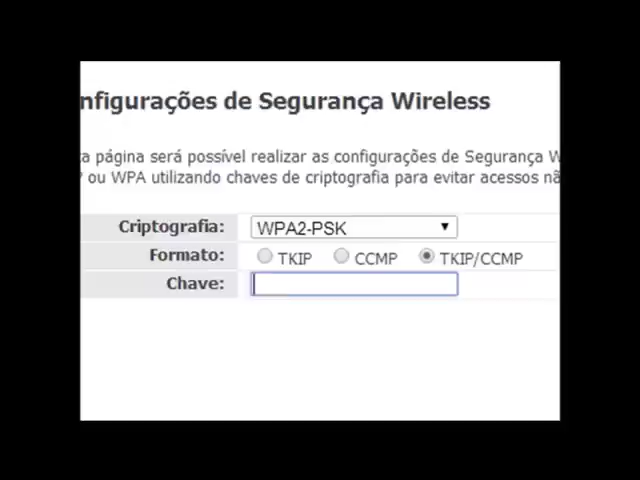 nfigurações de Segurança Wireless
a página será possível realizar as configurações de Segurança W
ou WPA utilizando chaves de criptografia para evitar acessos nã
Criptografia: WPA2-PSK
Formato: TKIP CCMP TKIP/CCMP
Chave: